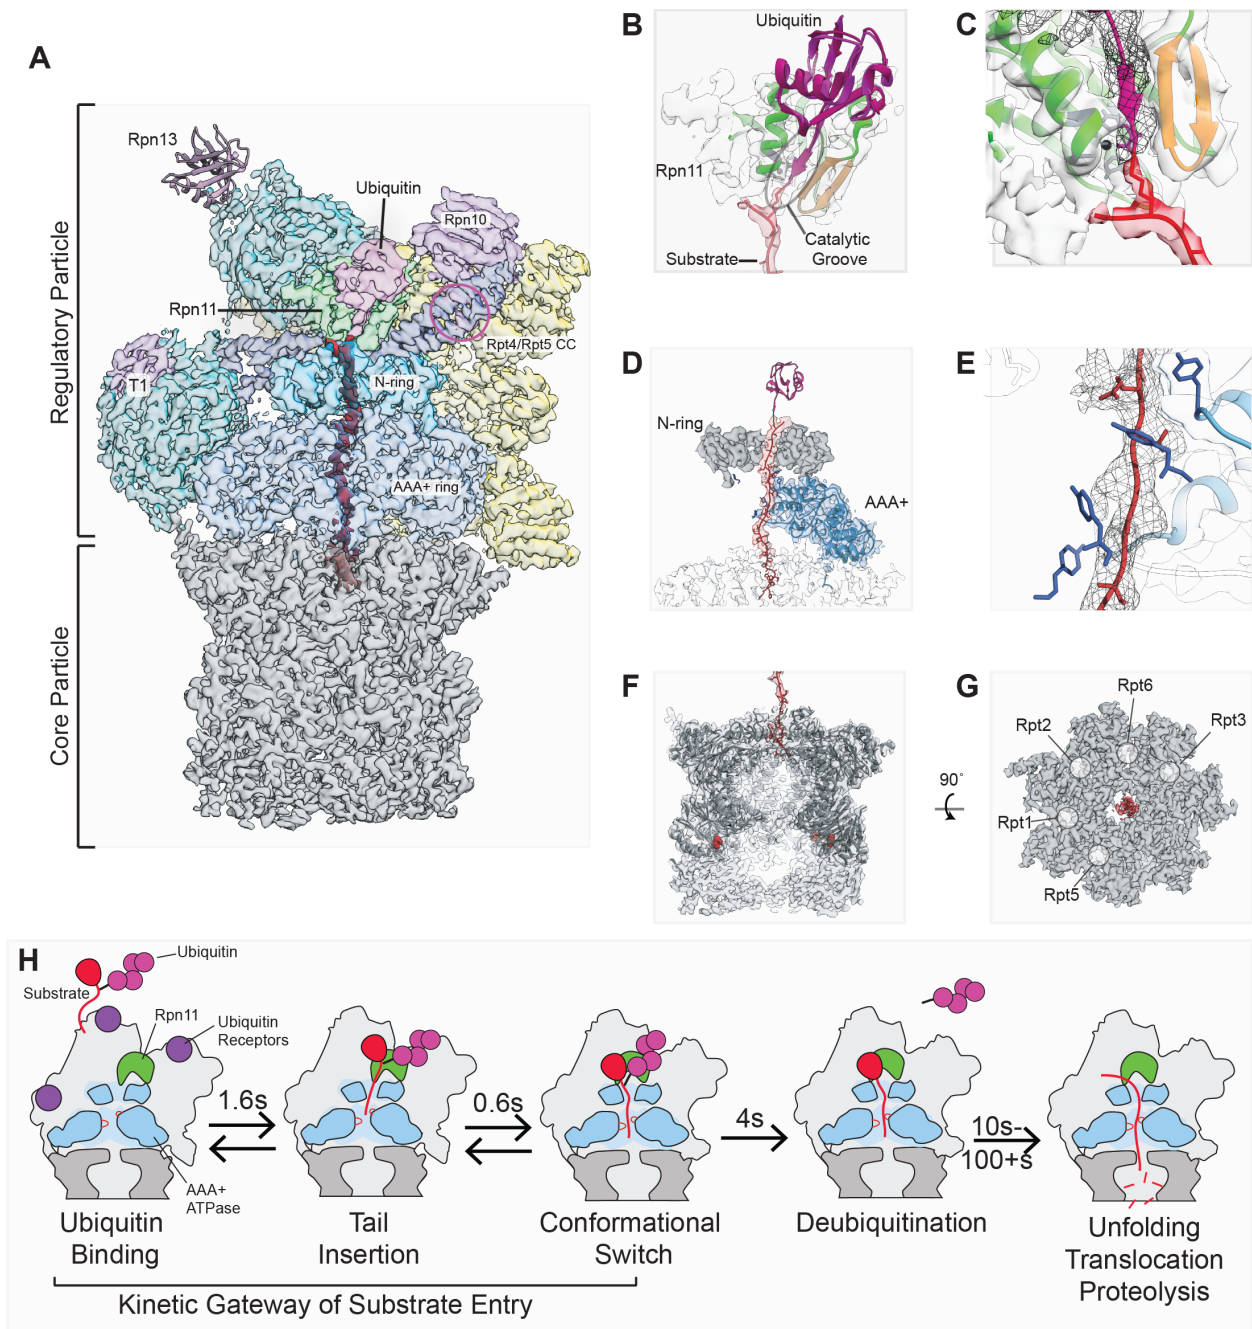 A
Regulatory Particle
Core Particle
Rpn13
Ubiquitin
Rpn10
Rpn11
Rpt4/Rpt5 CC
T1
N-ring
AAA+ ring
B
Ubiquitin
Rpn11
Catalytic
Groove
Substrate
C
D
N-ring
AAA+
E
F
90°
G
Rpt6
Rpt2
Rpt3
Rpt1
Rpt5
H
Ubiquitin
Substrate
Rpn11
Ubiquitin
Receptors
AAA+
ATPase
1.6s
0.6s
4s
10s-
100+s
Ubiquitin
Binding
Tail
Insertion
Conformational
Switch
Deubiquitination
Unfolding
Translocation
Proteolysis
Kinetic Gateway of Substrate Entry